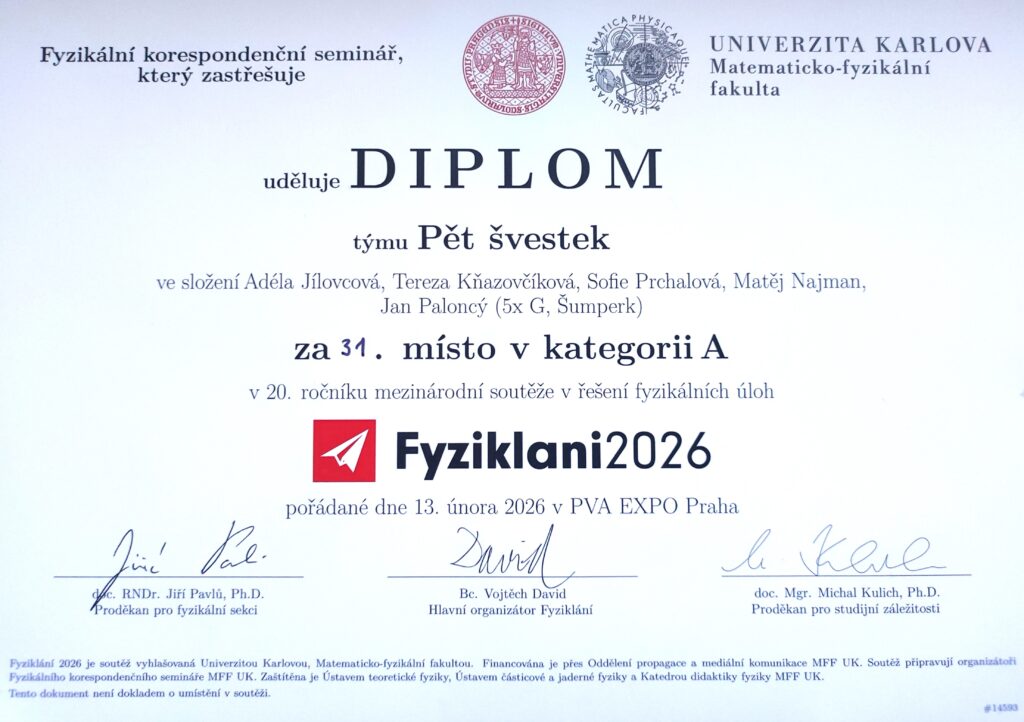 Fyzikální korespondenční seminář,
který zastřešuje
UNIVERZITA KARLOVA
Matematicko-fyzikální
fakulta
uděluje DIPLOM
týmu Pět švestek
ve složení Adéla Jílovcová, Tereza Kňazovčíková, Sofie Prchalová, Matěj Najman,
Jan Paloncý (5x G, Šumperk)
za 31. místo v kategorii A
v 20. ročníku mezinárodní soutěže v řešení fyzikálních úloh
Fyziklani2026
pořádané dne 13. února 2026 v PVA EXPO Praha
doc. RNDr. Jiří Pavlů, Ph.D.
Proděkan pro fyzikální sekci
David
Bc. Vojtěch David
Hlavní organizátor Fyziklání
doc. Mgr. Michal Kulich, Ph.D.
Proděkan pro studijní záležitosti
Fyziklání 2026 je soutěž vyhlašovaná Univerzitou Karlovou, Matematicko-fyzikální fakultou. Financována je přes Oddělení propagace a mediální komunikace MFF UK. Soutěž připravují organizátoři
Fyzikálního korespondenčního semináře MFF UK. Zaštítěna je Ústavem teoretické fyziky, Ústavem částicové a jaderné fyziky a Katedrou didaktiky fyziky MFF UK.
Tento dokument není dokladem o umístění v soutěži.
#14593